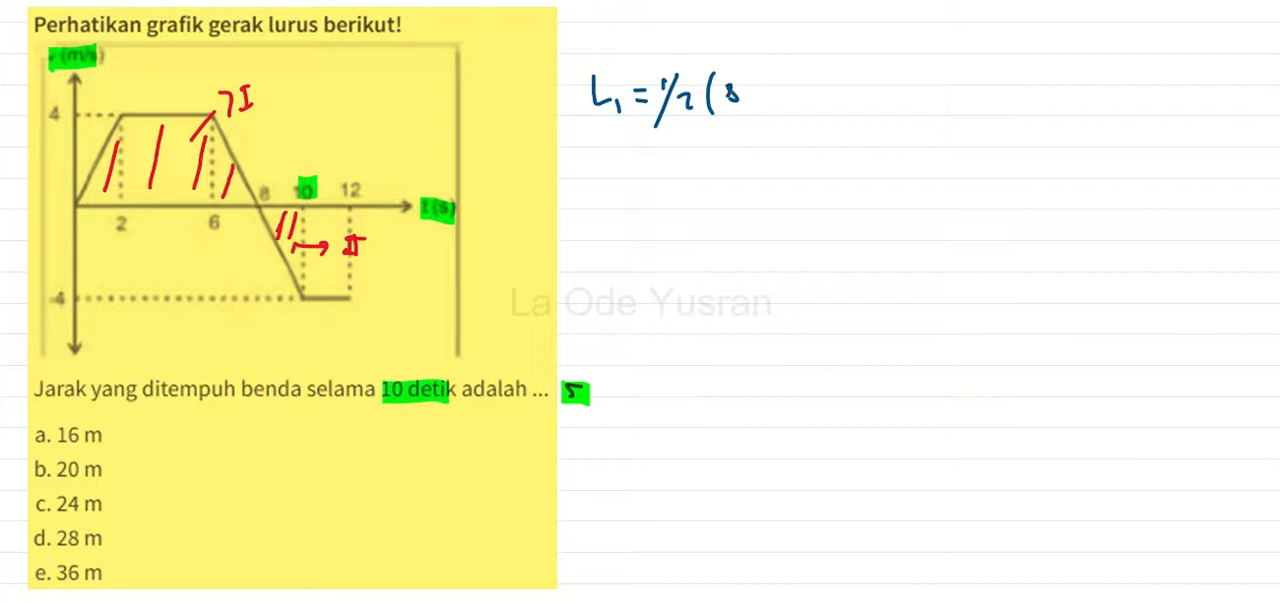 Perhatikan grafik gerak lurus berikut!
v (m/s)
I
4
L₁ = 1/2 ( 8
8 10 12
t (s)
2 6
II
-4
La Ode Yusran
Jarak yang ditempuh benda selama 10 detik adalah ... s
a. 16 m
b. 20 m
c. 24 m
d. 28 m
e. 36 m